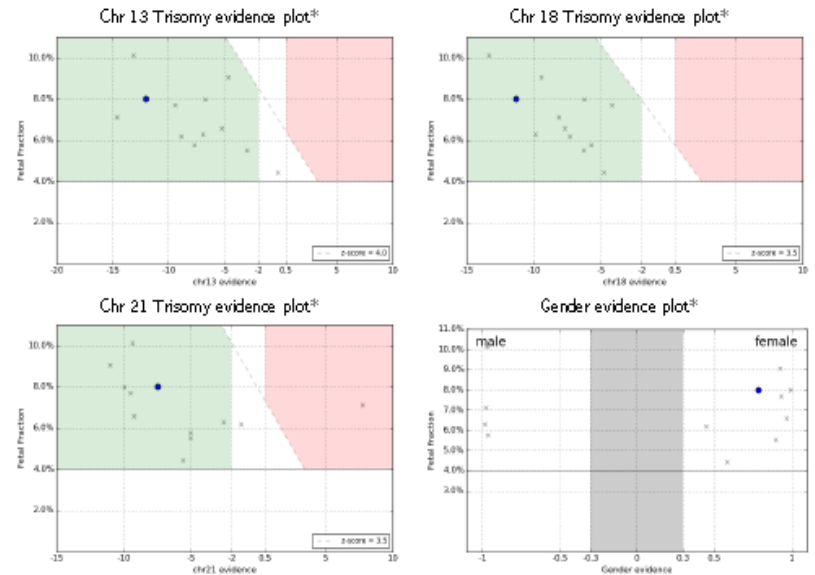 Chr 13 Trisomy evidence plot*
10.0%
8.0%
6.0%
4.0%
2.0%
Fetal Fraction
z-score = 4.0
-20 -15 -10 -5 -2 0.5 5 10
chr13 evidence
Chr 18 Trisomy evidence plot*
10.0%
8.0%
6.0%
4.0%
2.0%
Fetal Fraction
z-score = 3.5
-15 -10 -5 -2 0.5 5 10
chr18 evidence
Chr 21 Trisomy evidence plot*
10.0%
8.0%
6.0%
4.0%
2.0%
Fetal Fraction
z-score = 3.5
-15 -10 -5 -2 0.5 5 10
chr21 evidence
Gender evidence plot*
male female
11.0%
10.0%
9.0%
8.0%
7.0%
6.0%
5.0%
4.0%
3.0%
Fetal Fraction
-1 -0.5 -0.3 0 0.3 0.5 1
Gender evidence